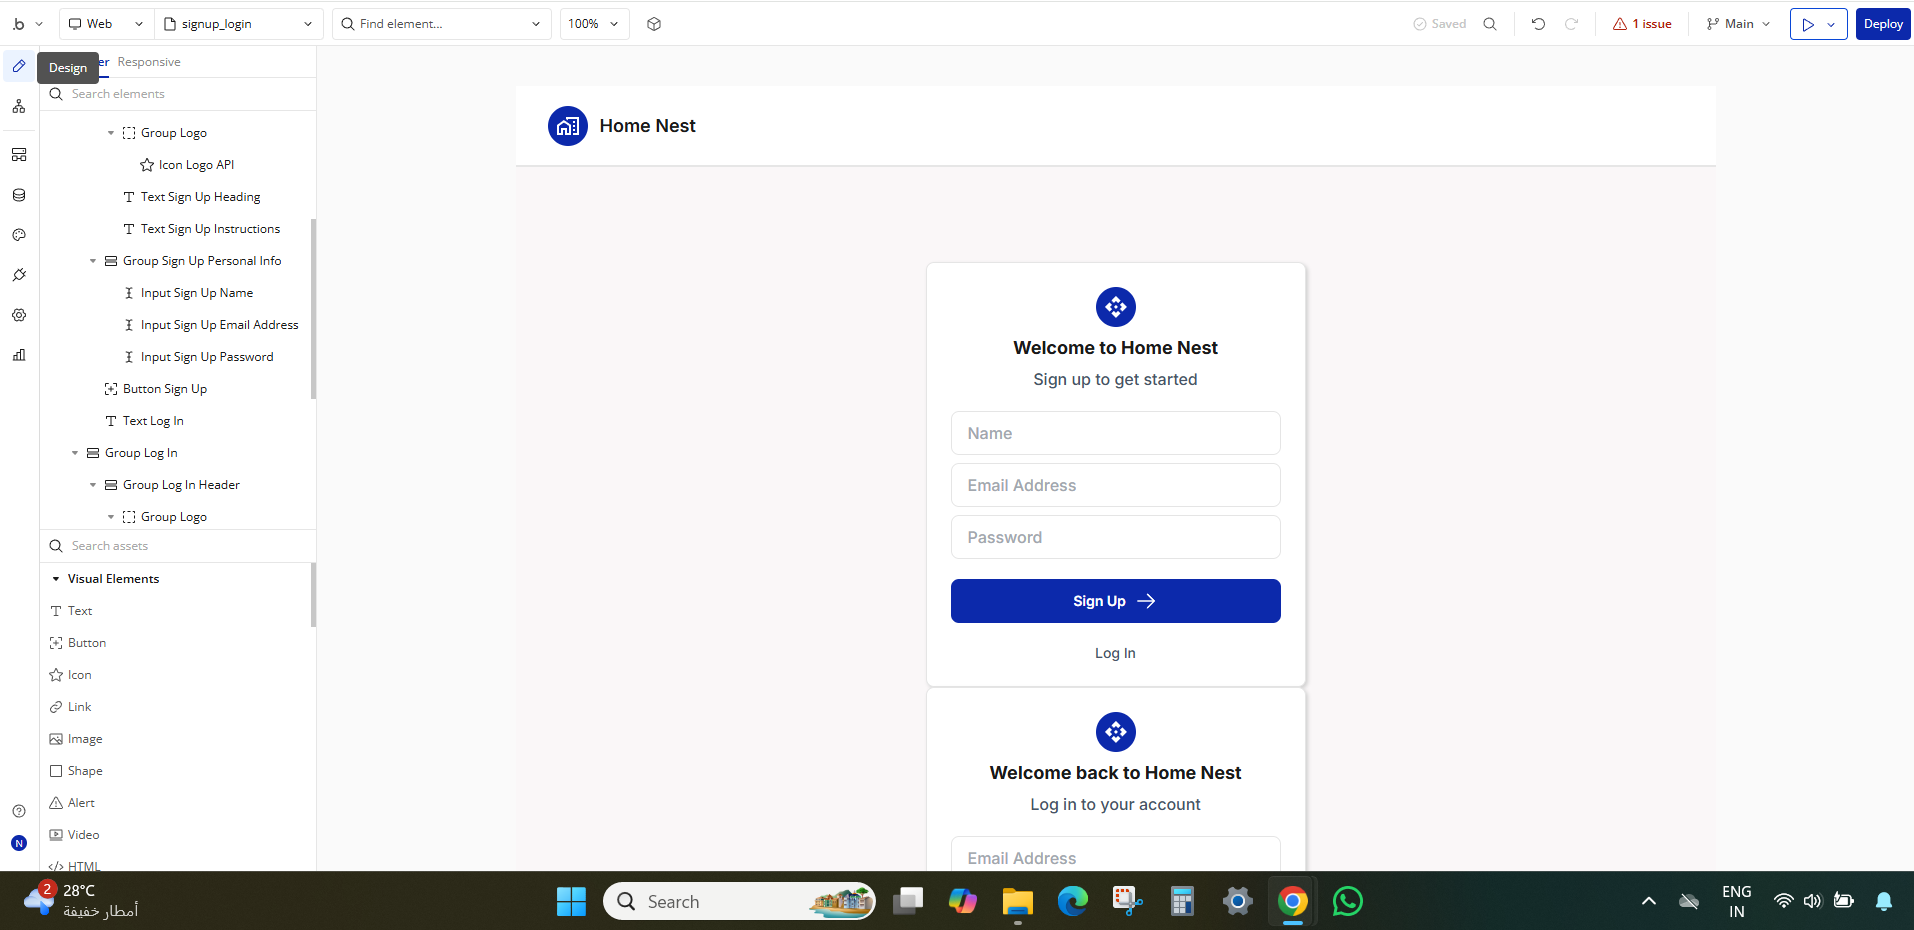 Web
signup_login
Find element...
100%
Saved
1 issue
Main
Deploy
Design
er
Responsive
Search elements
Group Logo
Icon Logo API
Text Sign Up Heading
Text Sign Up Instructions
Group Sign Up Personal Info
Input Sign Up Name
Input Sign Up Email Address
Input Sign Up Password
Button Sign Up
Text Log In
Group Log In
Group Log In Header
Group Logo
Search assets
Visual Elements
Text
Button
Icon
Link
Image
Shape
Alert
Video
HTML
N
Home Nest
Welcome to Home Nest
Sign up to get started
Name
Email Address
Password
Sign Up
Log In
Welcome back to Home Nest
Log in to your account
Email Address
2
28°C
أمطار خفيفة
Search
ENG
IN